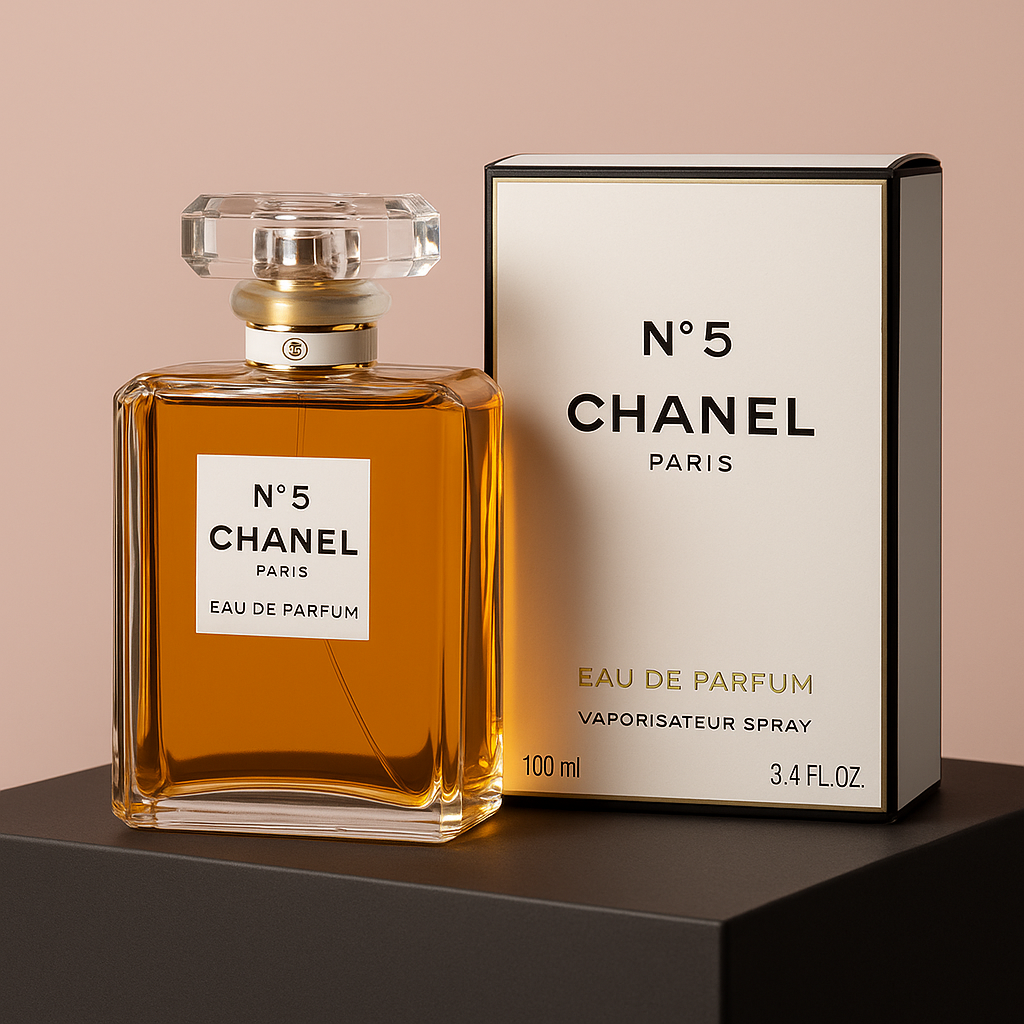 N°5
CHANEL
PARIS
EAU DE PARFUM
N°5
CHANEL
PARIS
EAU DE PARFUM
VAPORISATEUR SPRAY
100 ml
3.4 FL.OZ.